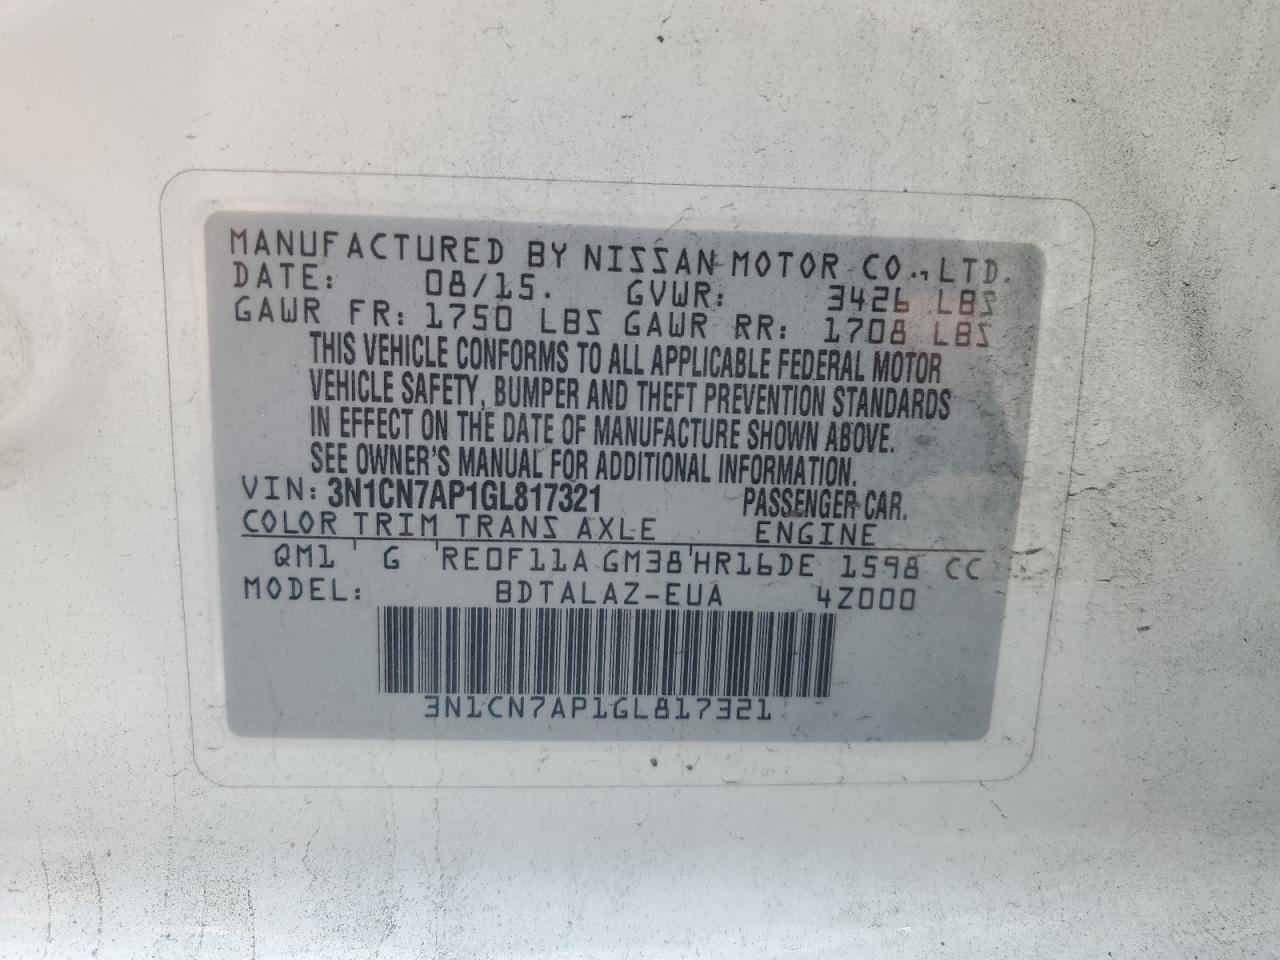 MANUFACTURED BY NISSAN MOTOR CO., LTD.
DATE: 08/15. GVWR: 3426 LBS
GAWR FR: 1750 LBS GAWR RR: 1708 LBS
THIS VEHICLE CONFORMS TO ALL APPLICABLE FEDERAL MOTOR
VEHICLE SAFETY, BUMPER AND THEFT PREVENTION STANDARDS
IN EFFECT ON THE DATE OF MANUFACTURE SHOWN ABOVE.
SEE OWNER'S MANUAL FOR ADDITIONAL INFORMATION.
VIN: 3N1CN7AP1GL817321 PASSENGER CAR.
COLOR TRIM TRANS AXLE ENGINE
QM1 ' G ' RE0F11A GM38 ' HR16DE 1598 CC
MODEL: BDTALAZ-EUA 4Z000
3N1CN7AP1GL817321